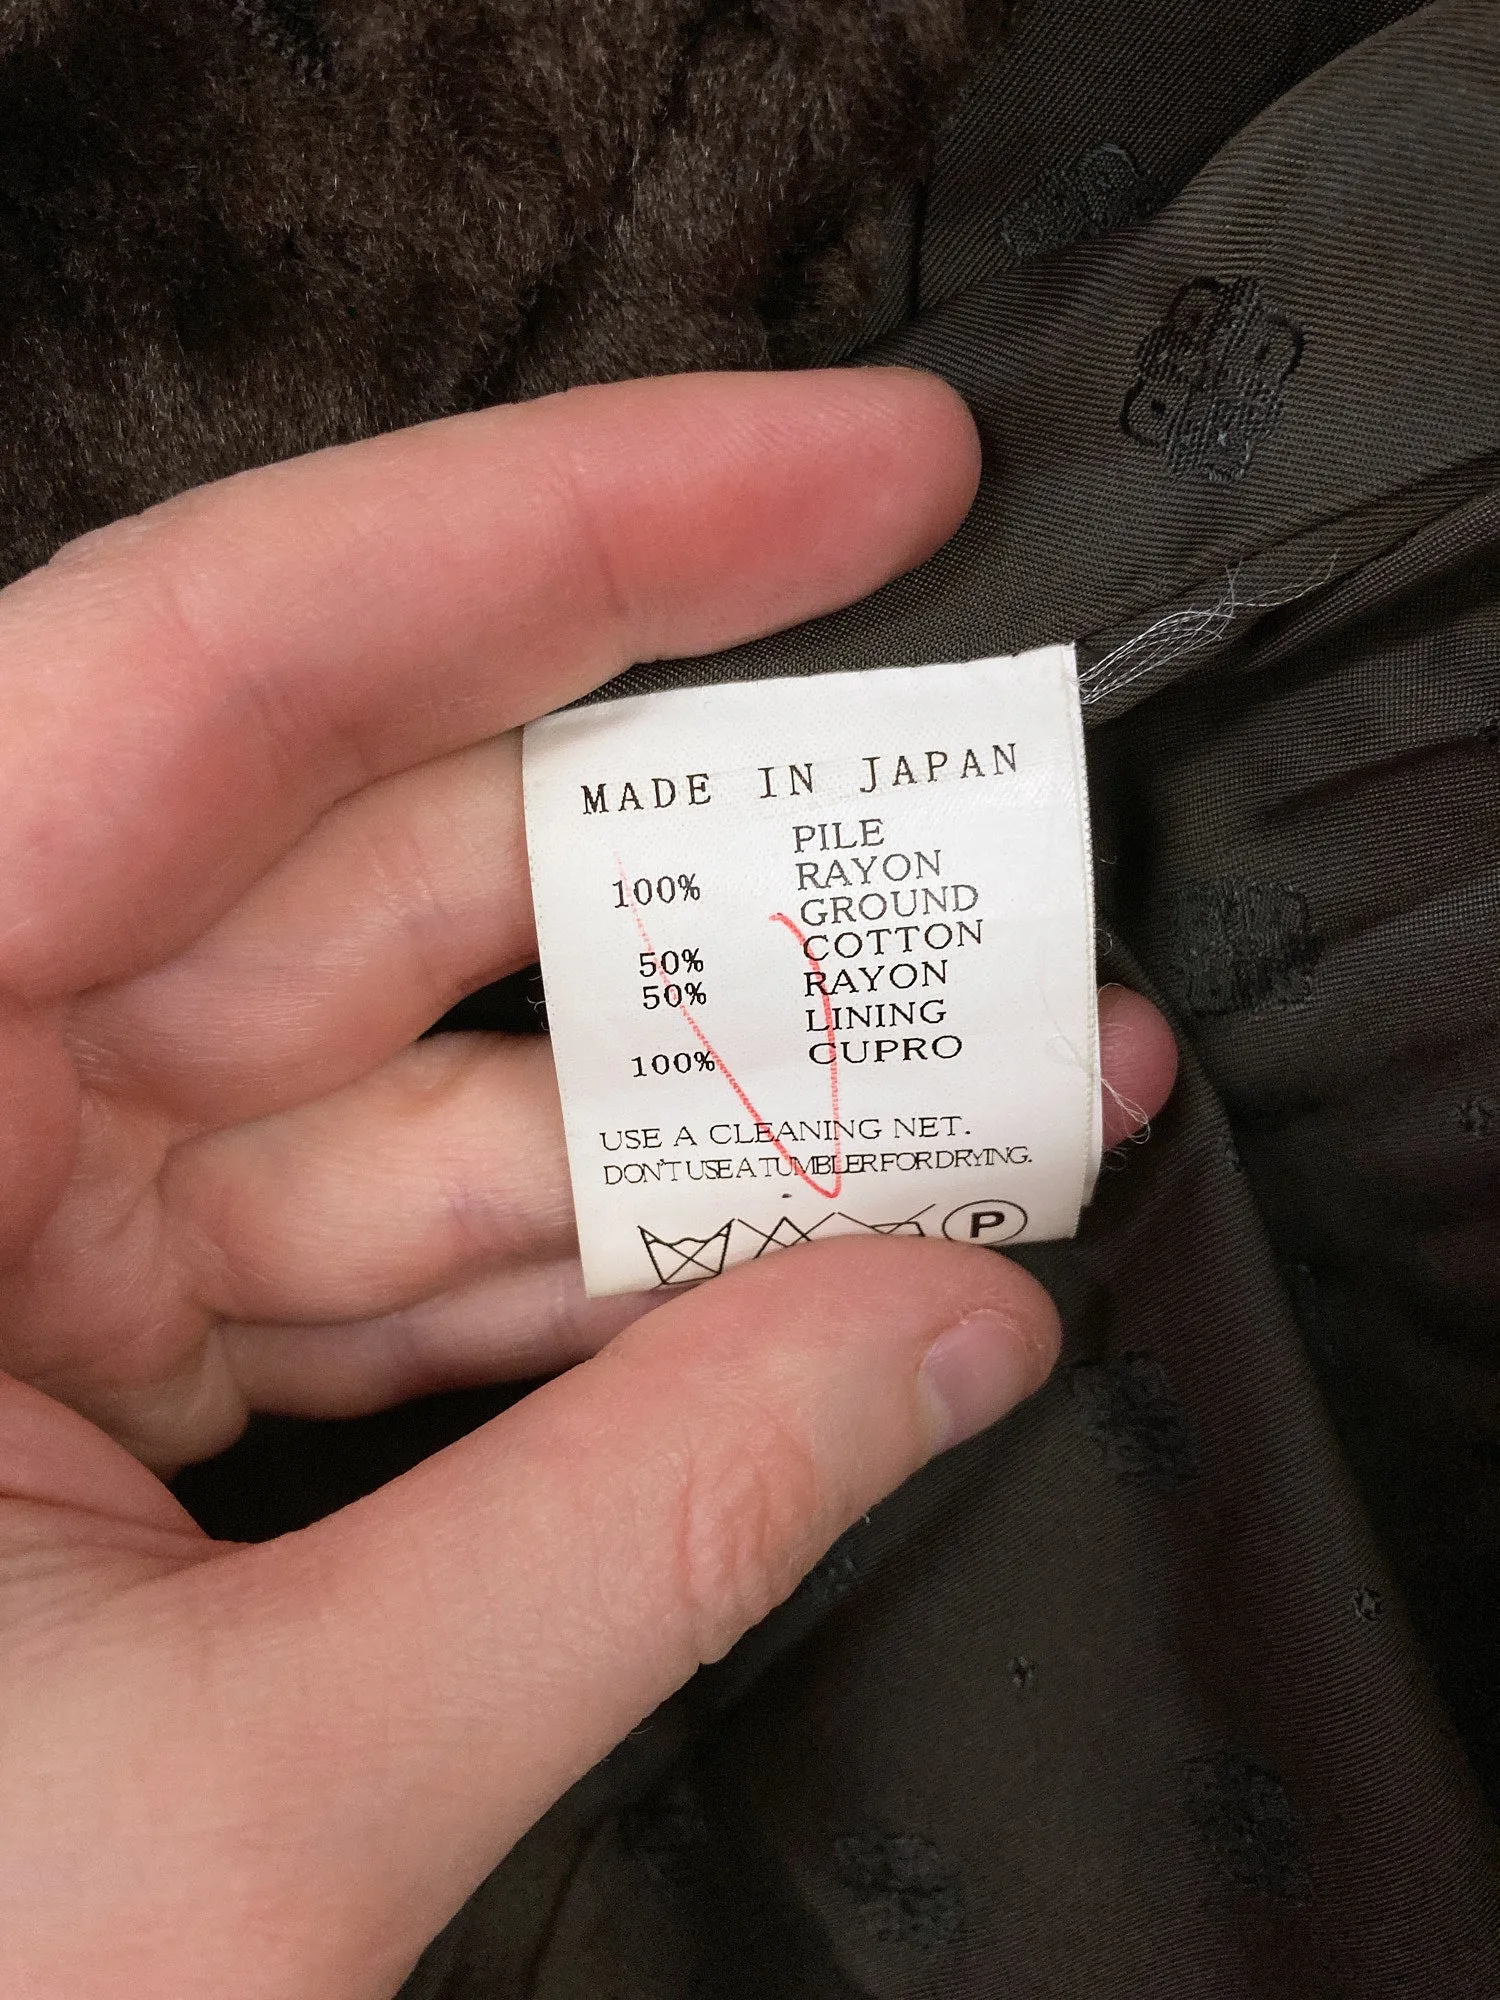 MADE IN JAPAN
PILE
100% RAYON
GROUND
50% COTTON
50% RAYON
LINING
100% CUPRO
USE A CLEANING NET.
DON'T USE A TUMBLER FOR DRYING.
P